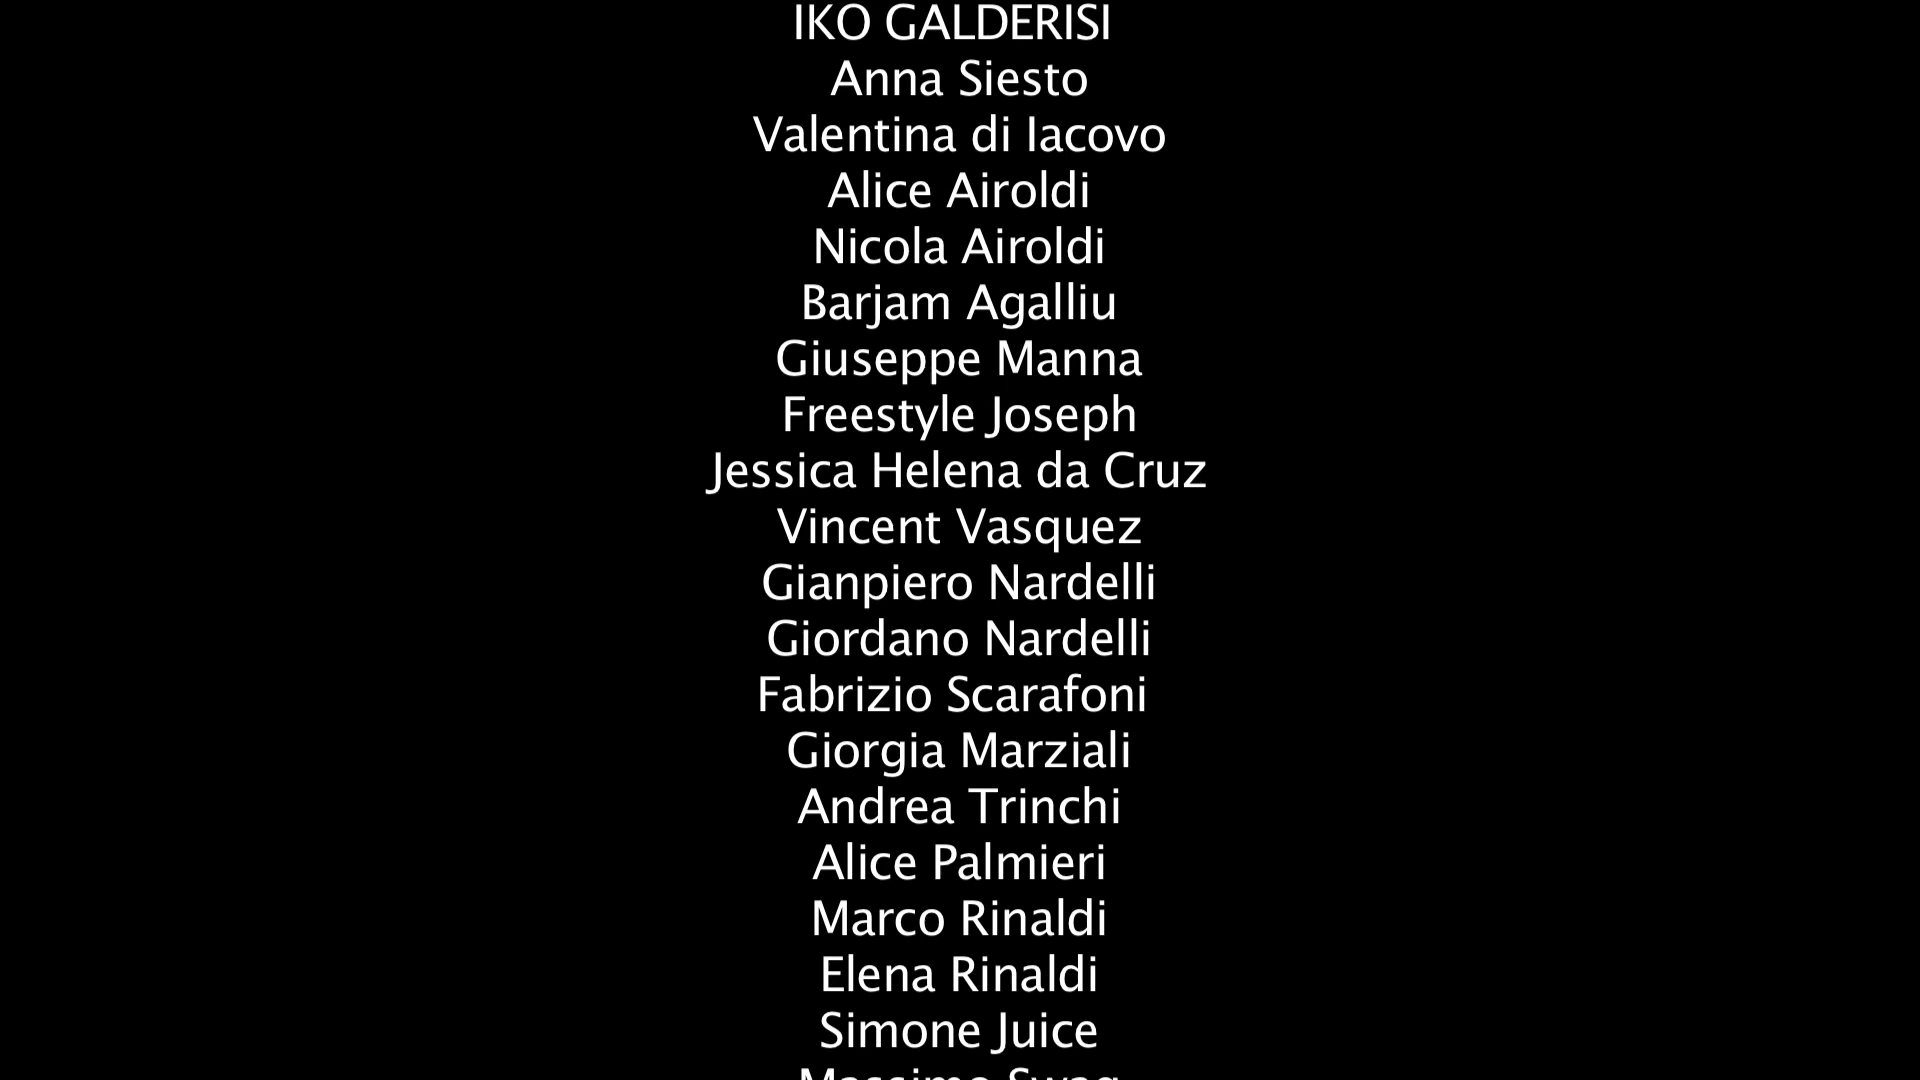 IKO GALDERISI
Anna Siesto
Valentina di Iacovo
Alice Airoldi
Nicola Airoldi
Barjam Agalliu
Giuseppe Manna
Freestyle Joseph
Jessica Helena da Cruz
Vincent Vasquez
Gianpiero Nardelli
Giordano Nardelli
Fabrizio Scarafoni
Giorgia Marziali
Andrea Trinchi
Alice Palmieri
Marco Rinaldi
Elena Rinaldi
Simone Juice
Massimo Swag